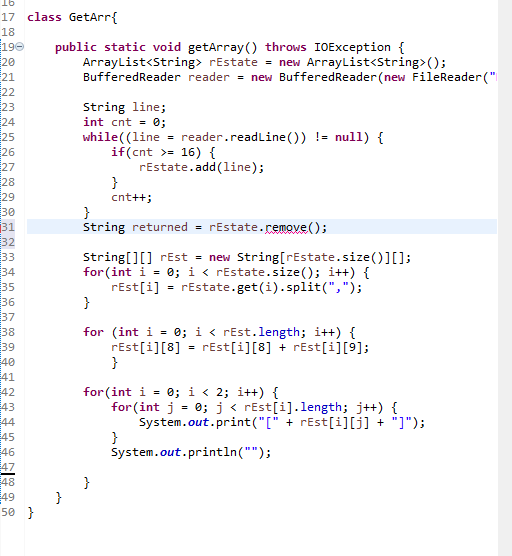 16
17 class GetArr{
18
19 public static void getArray() throws IOException {
20 ArrayList<String> rEstate = new ArrayList<String>();
21 BufferedReader reader = new BufferedReader(new FileReader("
22
23 String line;
24 int cnt = 0;
25 while((line = reader.readLine()) != null) {
26 if(cnt >= 16) {
27 rEstate.add(line);
28 }
29 cnt++;
30 }
31 String returned = rEstate.remove();
32
33 String[][] rEst = new String[rEstate.size()][];
34 for(int i = 0; i < rEstate.size(); i++) {
35 rEst[i] = rEstate.get(i).split(",");
36 }
37
38 for (int i = 0; i < rEst.length; i++) {
39 rEst[i][8] = rEst[i][8] + rEst[i][9];
40 }
41
42 for(int i = 0; i < 2; i++) {
43 for(int j = 0; j < rEst[i].length; j++) {
44 System.out.print("[" + rEst[i][j] + "]");
45 }
46 System.out.println("");
47
48 }
49 }
50 }